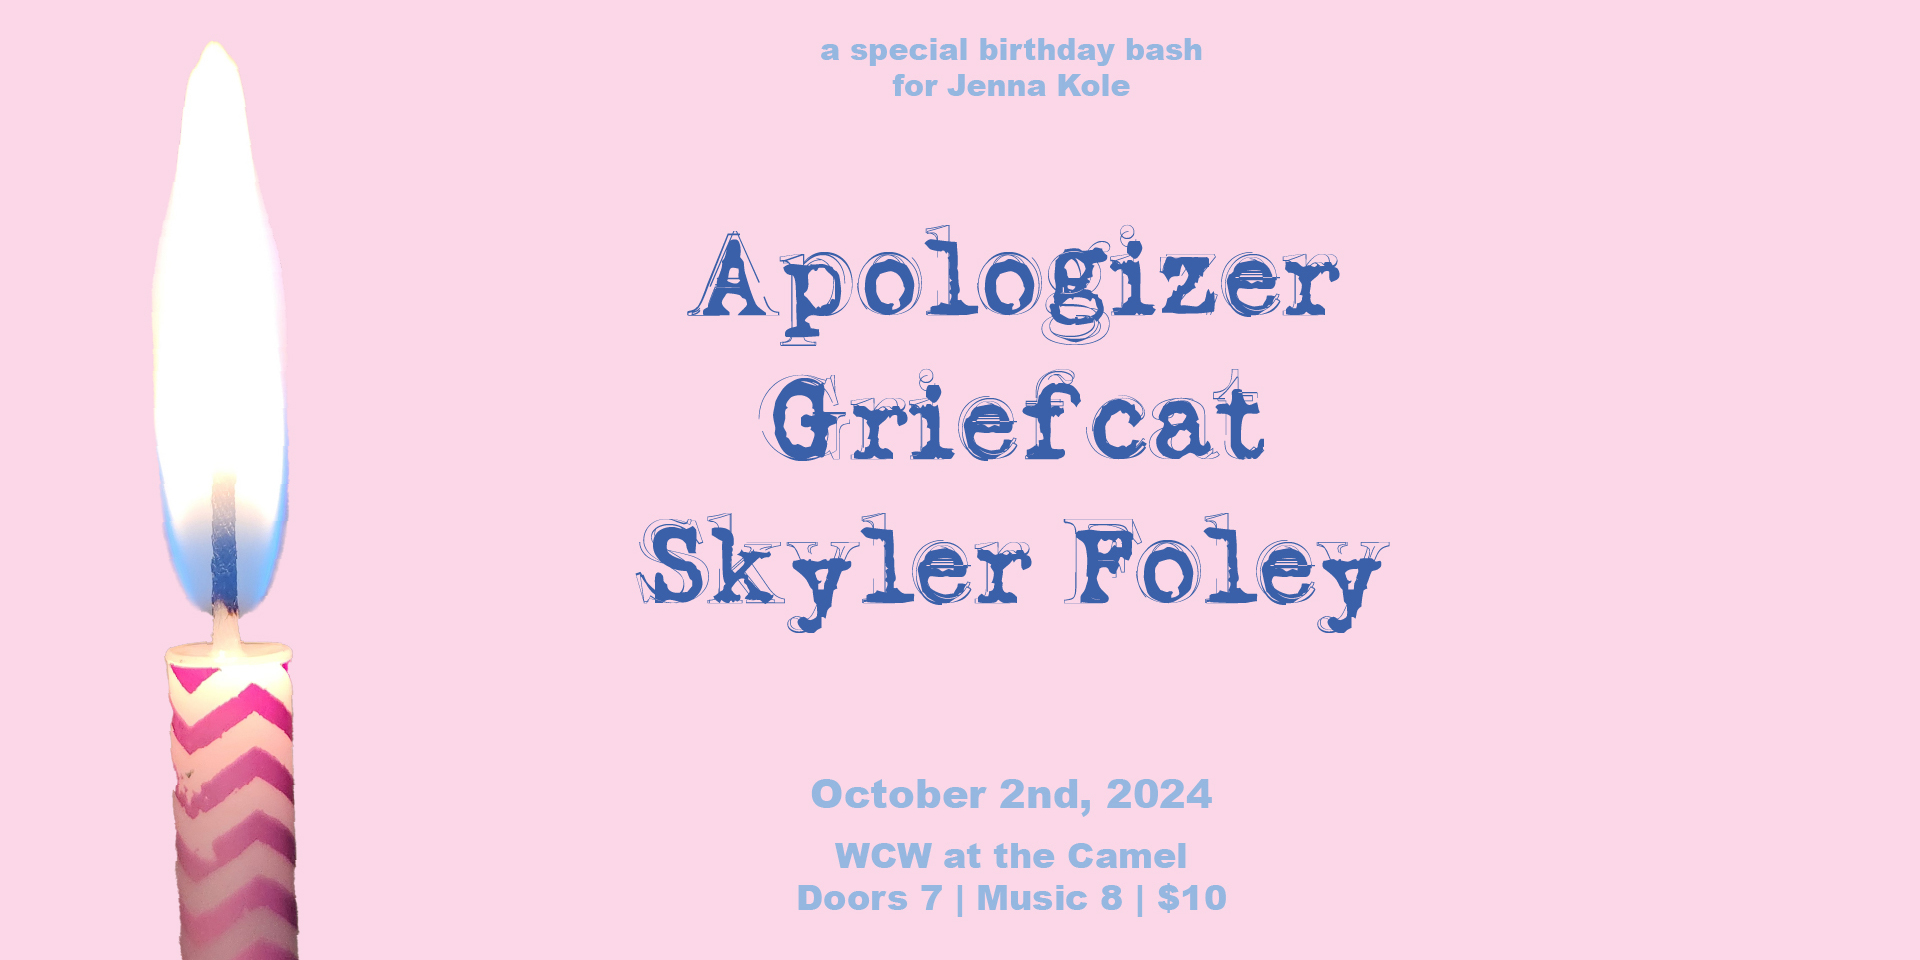 a special birthday bash
for Jenna Kole
Apologizer
Griefcat
Skyler Foley
October 2nd, 2024
WCW at the Camel
Doors 7 | Music 8 | $10